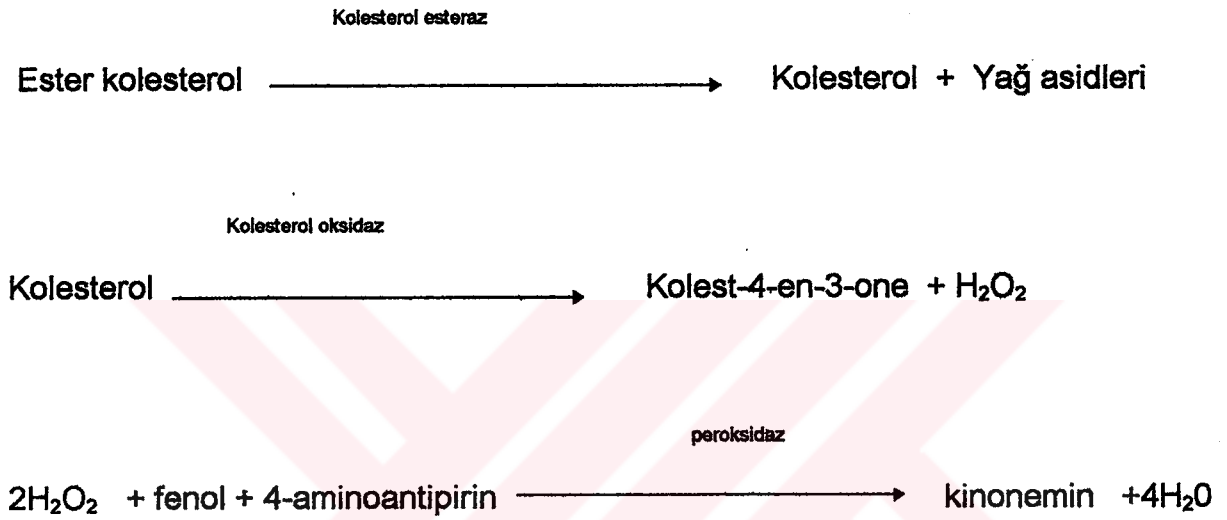 Kolesterol esteraz
Ester kolesterol → Kolesterol + Yağ asidleri
Kolesterol oksidaz
Kolesterol → Kolest-4-en-3-one + H₂O₂
peroksidaz
2H₂O₂ + fenol + 4-aminoantipirin → kinonemin +4H₂0